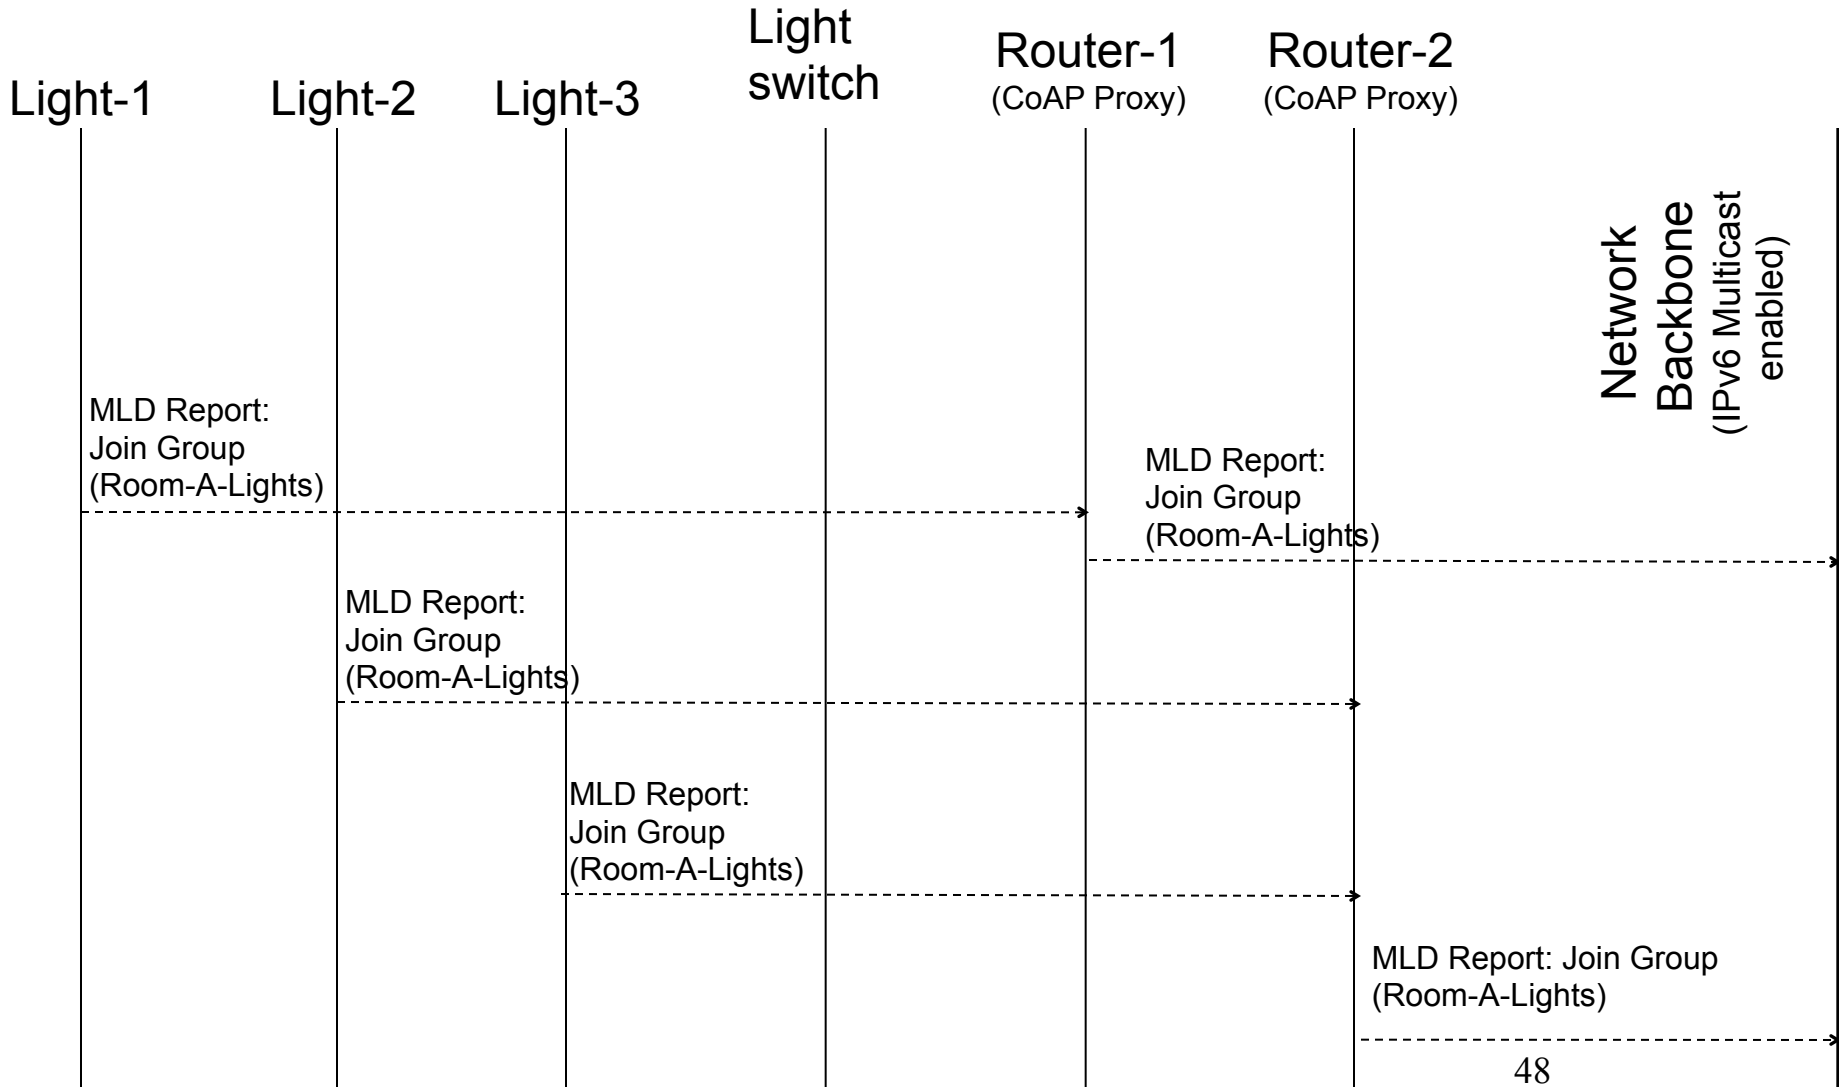 Light
switch
Router-1
(CoAP Proxy)
Router-2
(CoAP Proxy)
Light-1
Light-2
Light-3
Network
Backbone
(IPv6 Multicast
enabled)
MLD Report:
Join Group
(Room-A-Lights)
MLD Report:
Join Group
(Room-A-Lights)
MLD Report:
Join Group
(Room-A-Lights)
MLD Report:
Join Group
(Room-A-Lights)
MLD Report: Join Group
(Room-A-Lights)
48